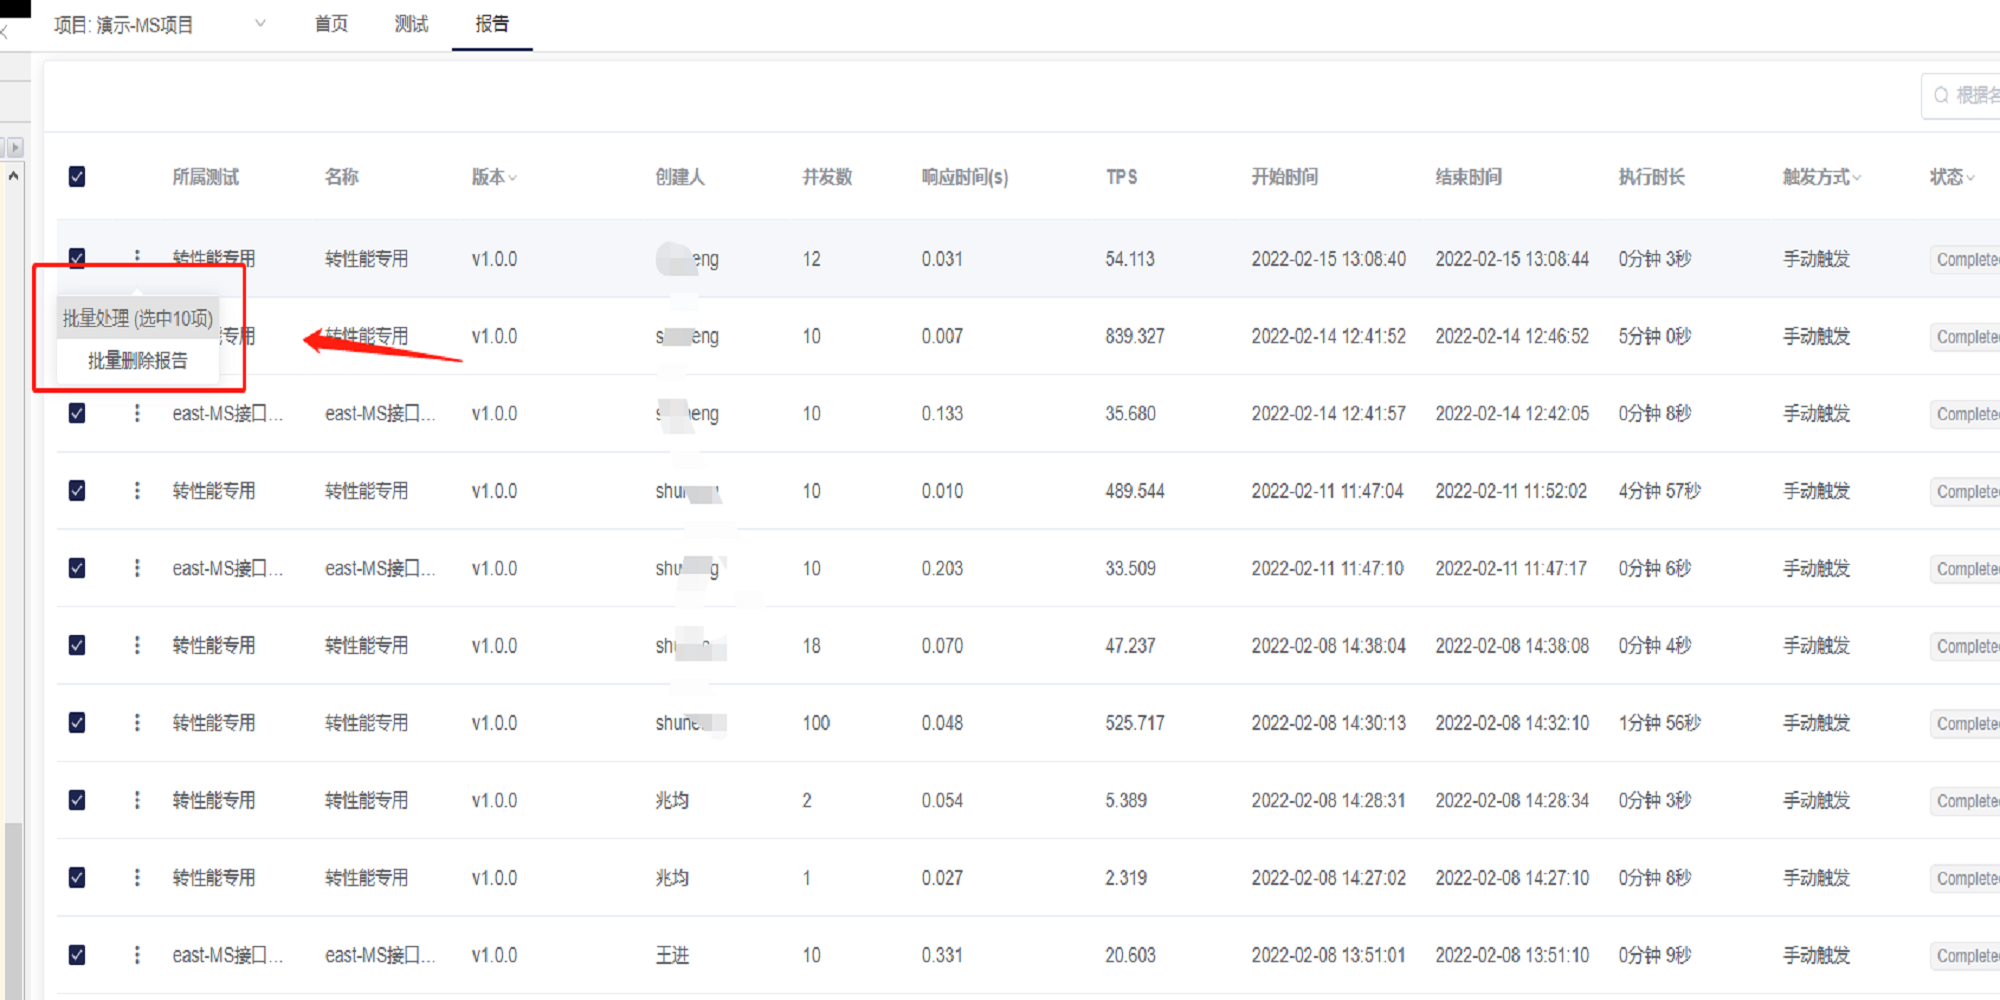 项目: 演示-MS项目 首页 测试 报告
根据名
所属测试 名称 版本 创建人 并发数 响应时间(s) TPS 开始时间 结束时间 执行时长 触发方式 状态
转性能专用 转性能专用 v1.0.0 12 0.031 54.113 2022-02-15 13:08:40 2022-02-15 13:08:44 0分钟 3秒 手动触发 Complete
批量处理 (选中10项)
专用 转性能专用 v1.0.0 10 0.007 839.327 2022-02-14 12:41:52 2022-02-14 12:46:52 5分钟 0秒 手动触发 Complete
批量删除报告
east-MS接口... east-MS接口... v1.0.0 10 0.133 35.680 2022-02-14 12:41:57 2022-02-14 12:42:05 0分钟 8秒 手动触发 Complete
转性能专用 转性能专用 v1.0.0 10 0.010 489.544 2022-02-11 11:47:04 2022-02-11 11:52:02 4分钟 57秒 手动触发 Complete
east-MS接口... east-MS接口... v1.0.0 10 0.203 33.509 2022-02-11 11:47:10 2022-02-11 11:47:17 0分钟 6秒 手动触发 Complete
转性能专用 转性能专用 v1.0.0 18 0.070 47.237 2022-02-08 14:38:04 2022-02-08 14:38:08 0分钟 4秒 手动触发 Complete
转性能专用 转性能专用 v1.0.0 100 0.048 525.717 2022-02-08 14:30:13 2022-02-08 14:32:10 1分钟 56秒 手动触发 Complete
转性能专用 转性能专用 v1.0.0 兆均 2 0.054 5.389 2022-02-08 14:28:31 2022-02-08 14:28:34 0分钟 3秒 手动触发 Complete
转性能专用 转性能专用 v1.0.0 兆均 1 0.027 2.319 2022-02-08 14:27:02 2022-02-08 14:27:10 0分钟 8秒 手动触发 Complete
east-MS接口... east-MS接口... v1.0.0 王进 10 0.331 20.603 2022-02-08 13:51:01 2022-02-08 13:51:10 0分钟 9秒 手动触发 Complete